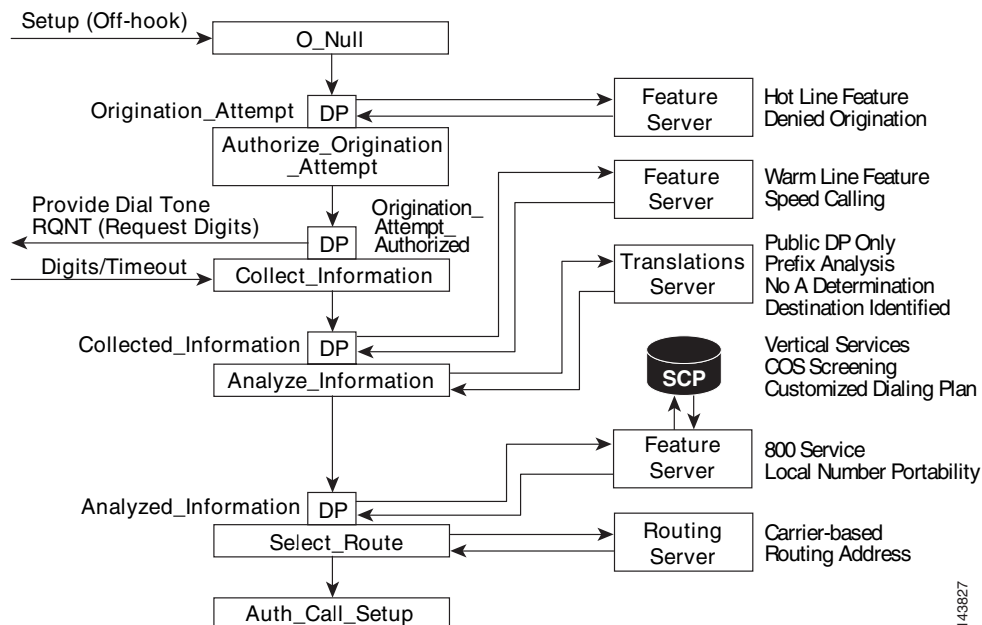 Setup (Off-hook)
O_Null
Origination_Attempt
DP
Feature
Server
Hot Line Feature
Denied Origination
Authorize_Origination
_Attempt
Feature
Server
Warm Line Feature
Speed Calling
Provide Dial Tone
RQNT (Request Digits)
DP
Origination_
Attempt_
Authorized
Digits/Timeout
Collect_Information
Translations
Server
Public DP Only
Prefix Analysis
No A Determination
Destination Identified
Collected_Information
DP
Analyze_Information
SCP
Vertical Services
COS Screening
Customized Dialing Plan
Feature
Server
800 Service
Local Number Portability
Analyzed_Information
DP
Select_Route
Routing
Server
Carrier-based
Routing Address
Auth_Call_Setup
143827